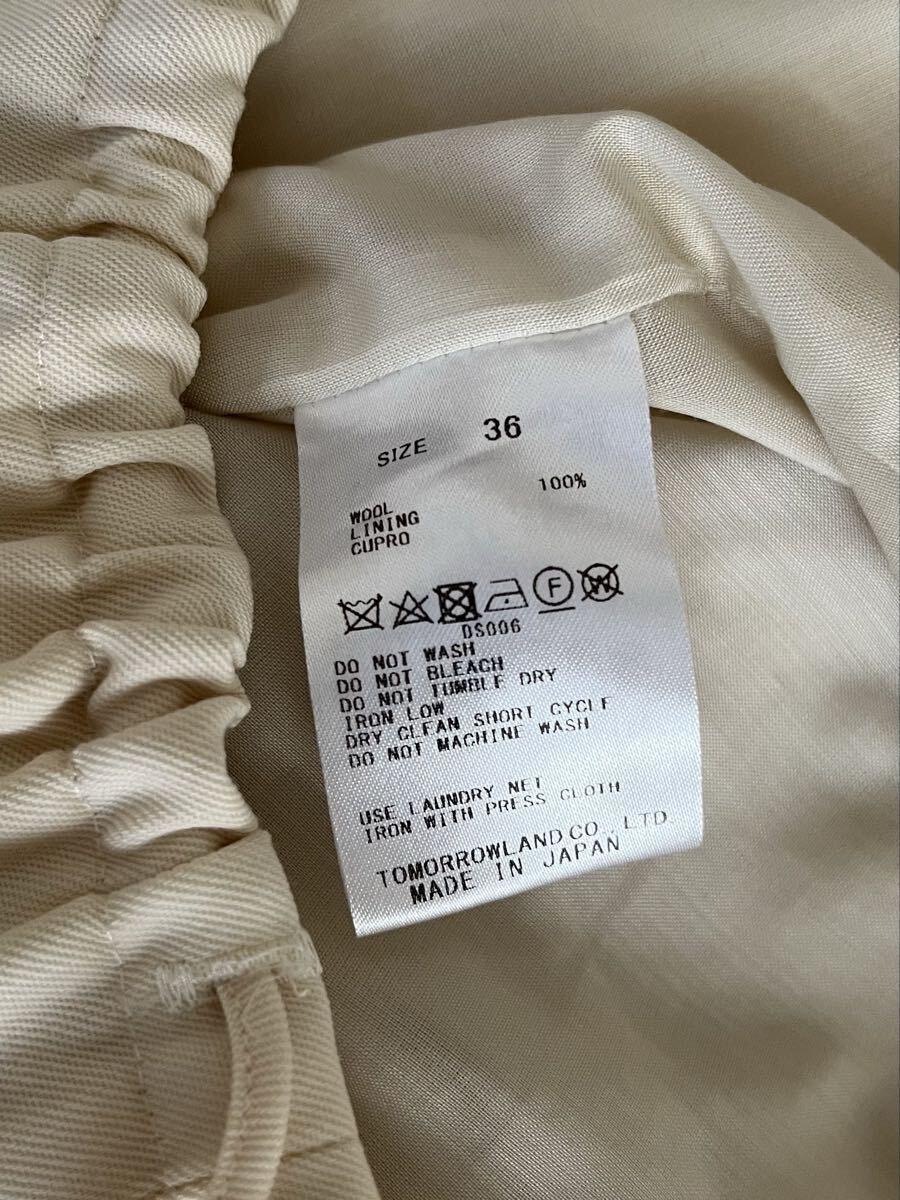 SIZE 36
100%
WOOL
LINING
CUPRO
F W
DS006
DO NOT WASH
DO NOT BLEACH
DO NOT TUMBLE DRY
IRON LOW
DRY CLEAN SHORT CYCLE
DO NOT MACHINE WASH
USE LAUNDRY NET
IRON WITH PRESS CLOTH
TOMORROWLAND CO., LTD.
MADE IN JAPAN